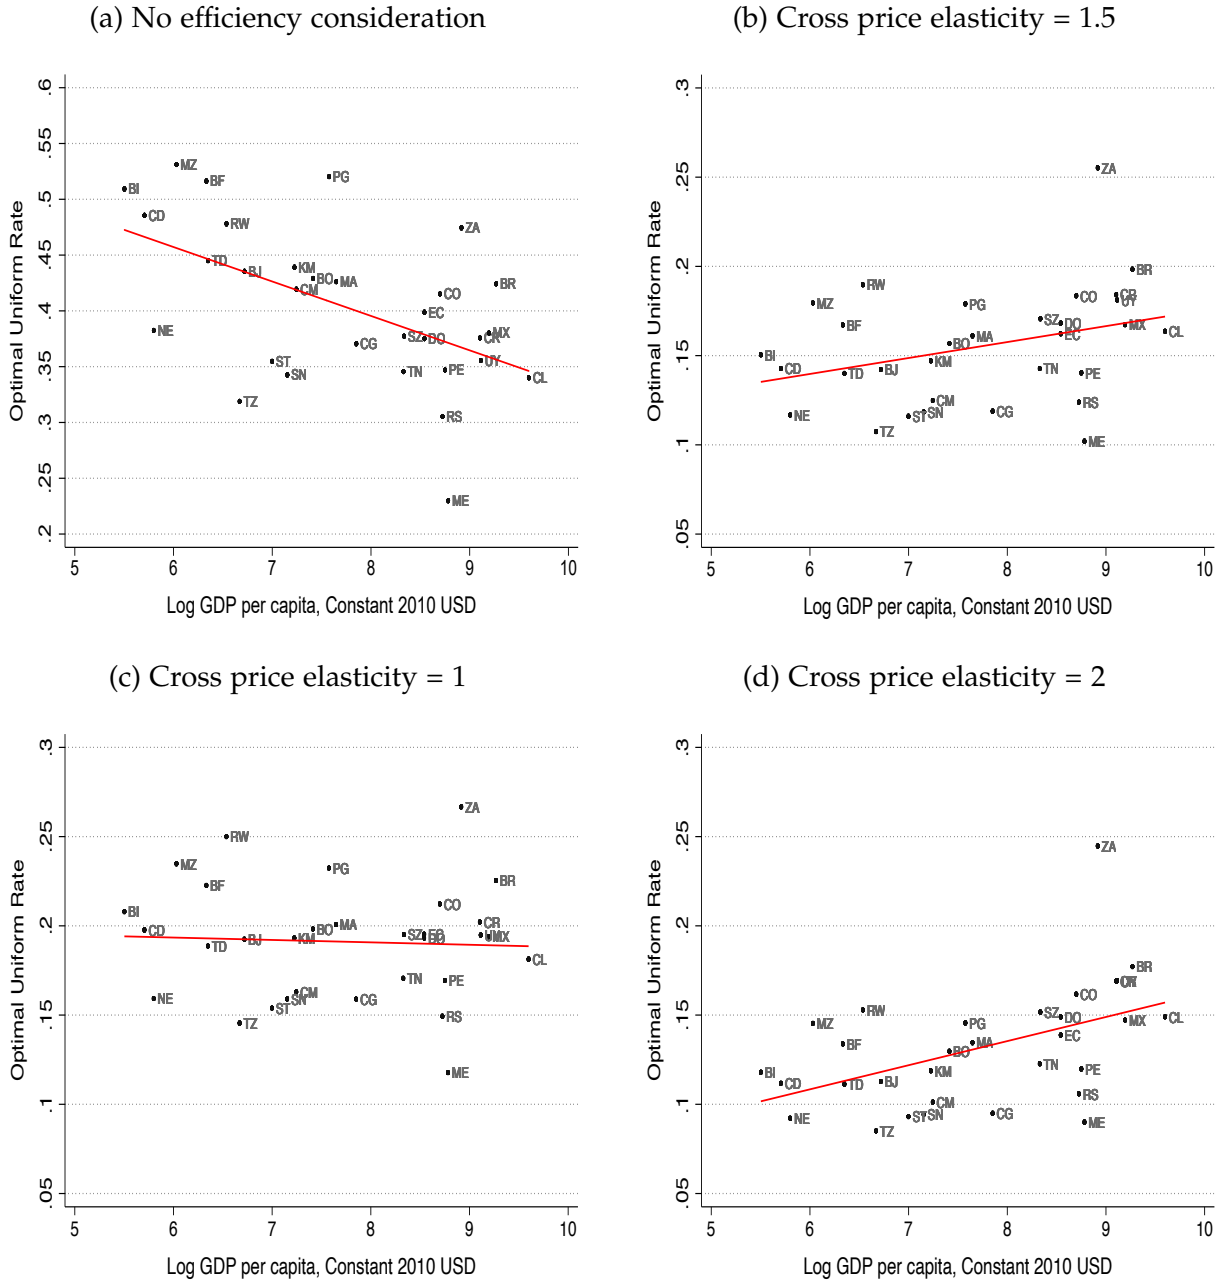 (a) No efficiency consideration
Optimal Uniform Rate
.6
.55
.5
.45
.4
.35
.3
.25
.2
MZ
BF
PG
BI
CD
RW
ZA
TD
BJ
KM
BO
MA
CM
BR
CO
EC
NE
SZ
DO
MX
CR
CG
ST
SN
UY
TN
PE
CL
TZ
RS
ME
5 6 7 8 9 10
Log GDP per capita, Constant 2010 USD
(b) Cross price elasticity = 1.5
Optimal Uniform Rate
.3
.25
.2
.15
.1
.05
ZA
BR
RW
MZ
PG
CO
CR
UY
BF
SZ
DO
MX
EC
CL
MA
BO
BI
KM
CD
TD
BJ
TN
PE
CM
RS
NE
ST
SN
CG
TZ
ME
5 6 7 8 9 10
Log GDP per capita, Constant 2010 USD
(c) Cross price elasticity = 1
Optimal Uniform Rate
.3
.25
.2
.15
.1
.05
ZA
RW
MZ
PG
BF
BR
BI
CO
CD
CR
MA
BO
BJ
KM
SZ
EC
DO
UY
MX
TD
CL
TN
PE
NE
CM
SN
CG
ST
TZ
RS
ME
5 6 7 8 9 10
Log GDP per capita, Constant 2010 USD
(d) Cross price elasticity = 2
Optimal Uniform Rate
.3
.25
.2
.15
.1
.05
ZA
BR
CO
RW
MZ
PG
SZ
DO
MX
CL
BF
MA
BO
EC
BI
KM
TN
PE
CD
TD
BJ
CM
RS
NE
ST
SN
CG
TZ
ME
5 6 7 8 9 10
Log GDP per capita, Constant 2010 USD